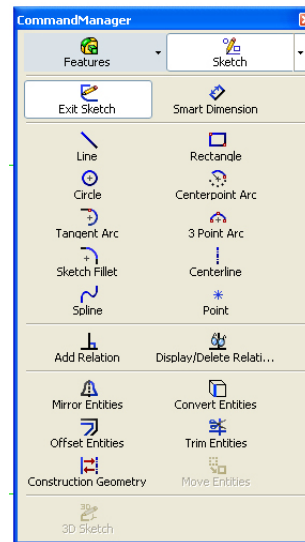 CommandManager
Features Sketch
Exit Sketch Smart Dimension
Line Rectangle
Circle Centerpoint Arc
Tangent Arc 3 Point Arc
Sketch Fillet Centerline
Spline Point
Add Relation Display/Delete Relati...
Mirror Entities Convert Entities
Offset Entities Trim Entities
Construction Geometry Move Entities
3D
3D Sketch